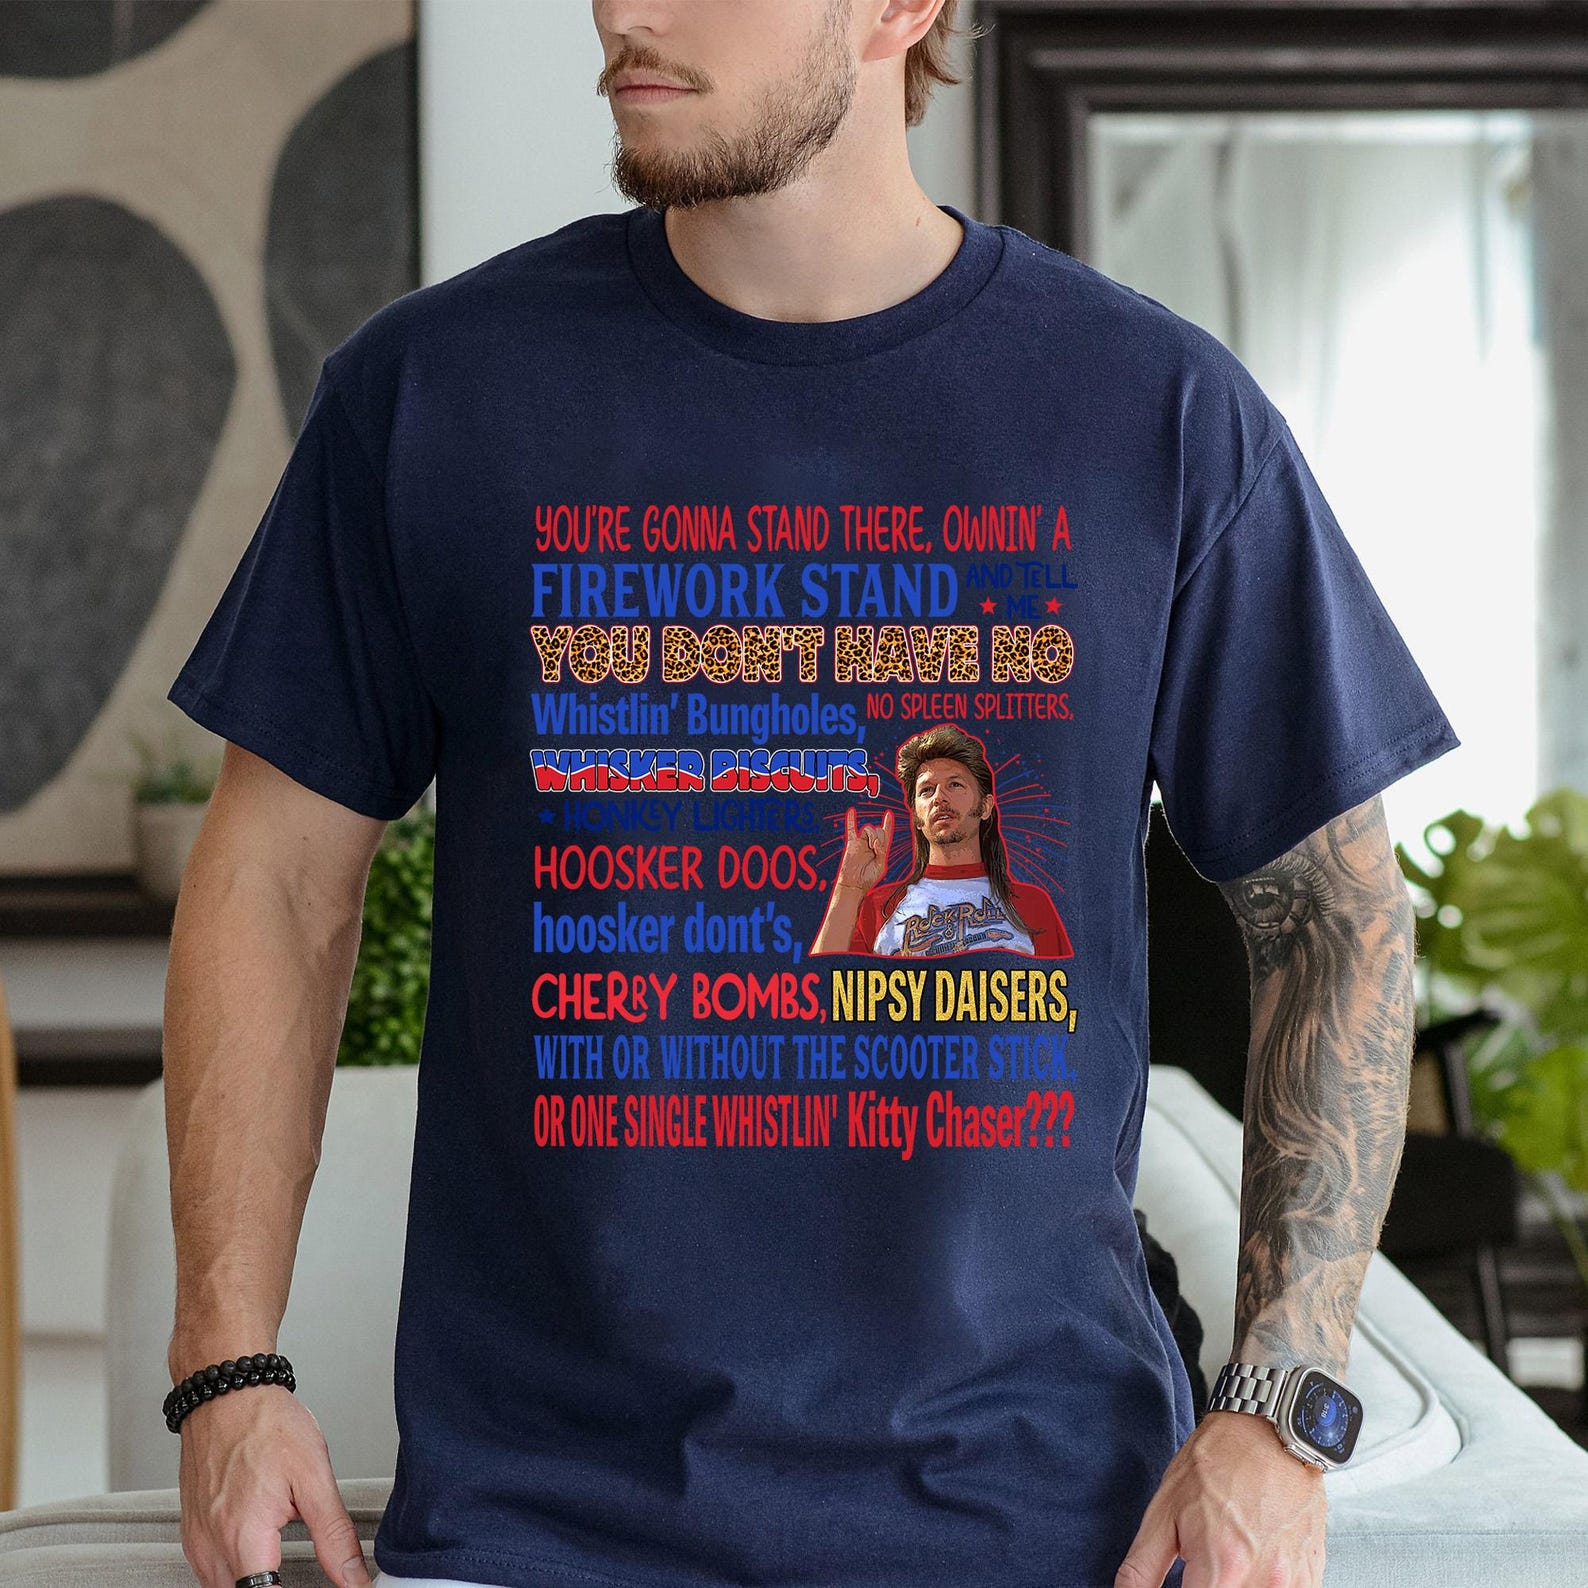 YOU'RE GONNA STAND THERE, OWNIN' A
FIREWORK STAND AND TELL
ME
YOU DON'T HAVE NO
Whistlin' Bungholes, NO SPLEEN SPLITTERS.
WHISKER BISCUITS,
HONKEY LIGHTERS,
HOOSKER DOOS,
hoosker dont's,
ROCK & ROLL
CHERRY BOMBS, NIPSY DAISERS,
WITH OR WITHOUT THE SCOOTER STICK,
OR ONE SINGLE WHISTLIN' Kitty Chaser???